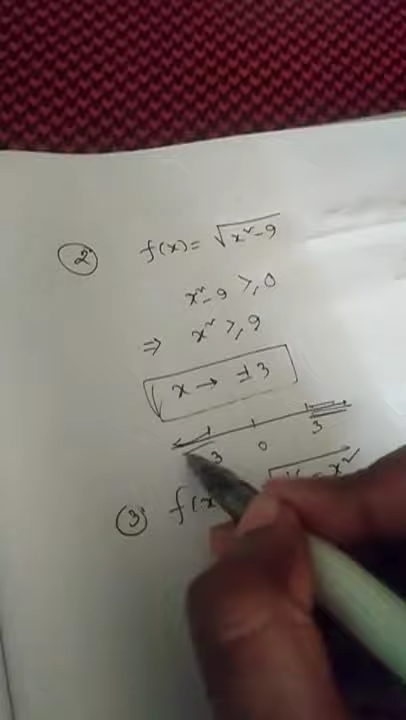 ② f(x) = √x²-9
x²-9 ≥ 0
⇒ x² ≥ 9
x → ±3
3 0 3
③ f(x